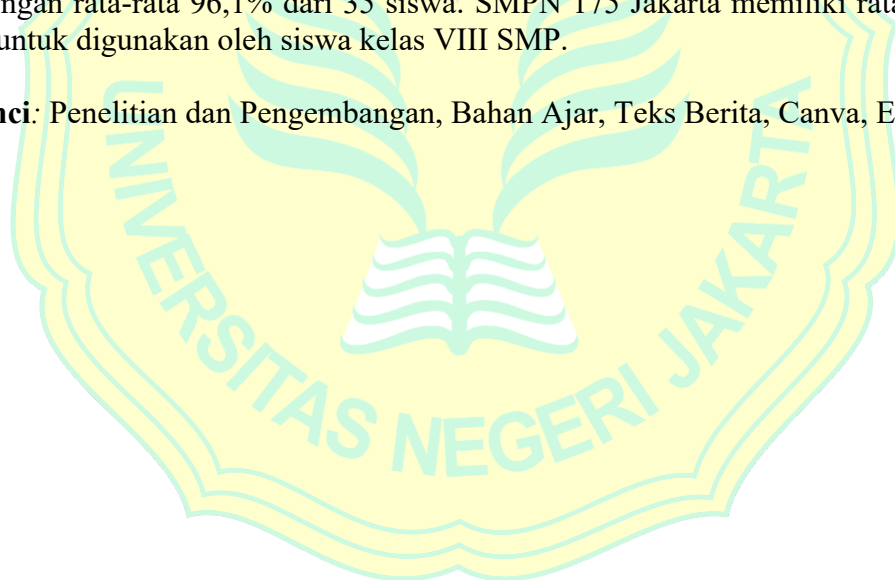 ngan rata-rata 96,1% dari 35 siswa. SMPN 175 Jakarta memiliki rata
untuk digunakan oleh siswa kelas VIII SMP.
nci: Penelitian dan Pengembangan, Bahan Ajar, Teks Berita, Canva, E
UNIVERSITAS NEGERI JAKARTA